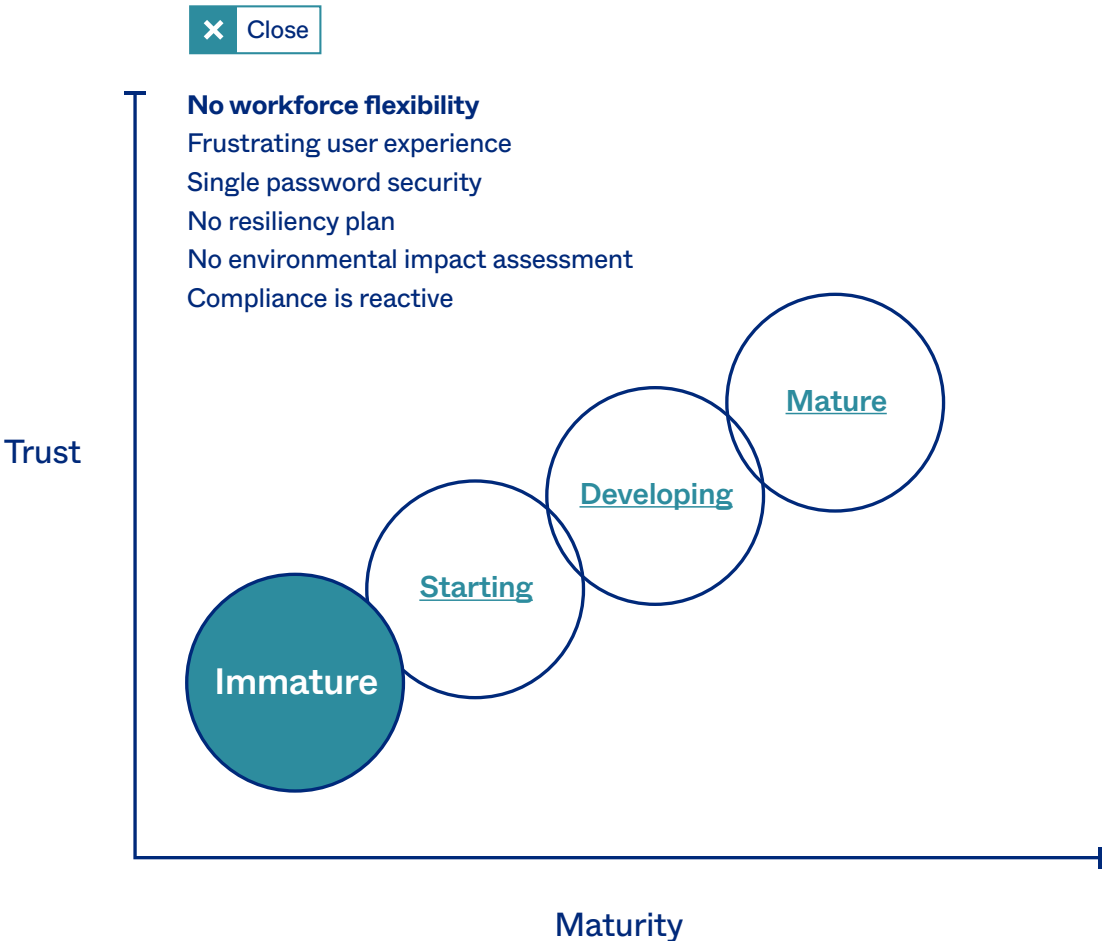 Close
No workforce flexibility
Frustrating user experience
Single password security
No resiliency plan
No environmental impact assessment
Compliance is reactive
Mature
Trust
Developing
Starting
Immature
Maturity